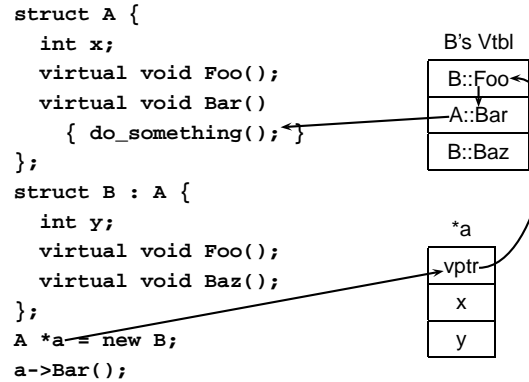 struct A {
int x;
virtual void Foo();
virtual void Bar()
{ do_something(); }
};
struct B : A {
int y;
virtual void Foo();
virtual void Baz();
};
A *a = new B;
a->Bar();
B's Vtbl
B::Foo
A::Bar
B::Baz
*a
vptr
x
y